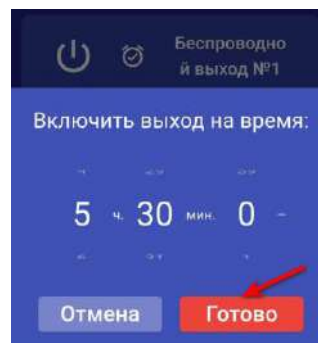 Беспроводно
й выход №1
Включить выход на время:
5 ч. 30 мин. 0
Отмена Готово